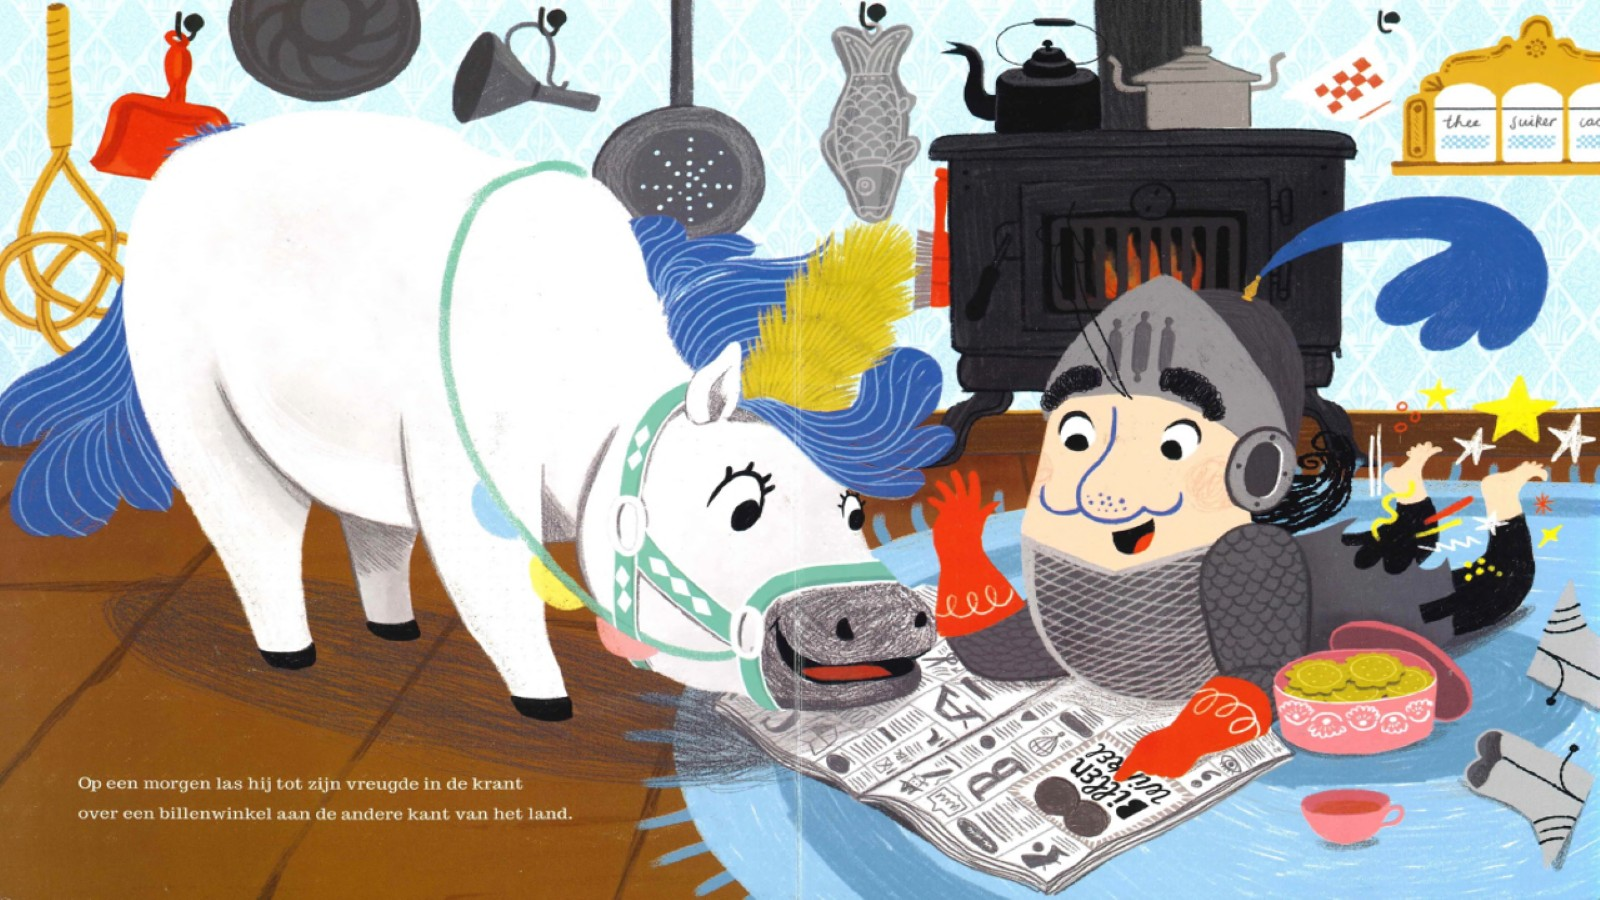 thee
suiker
Op een morgen las hij tot zijn vreugde in de krant
over een billenwinkel aan de andere kant van het land.
Billen
Winkel